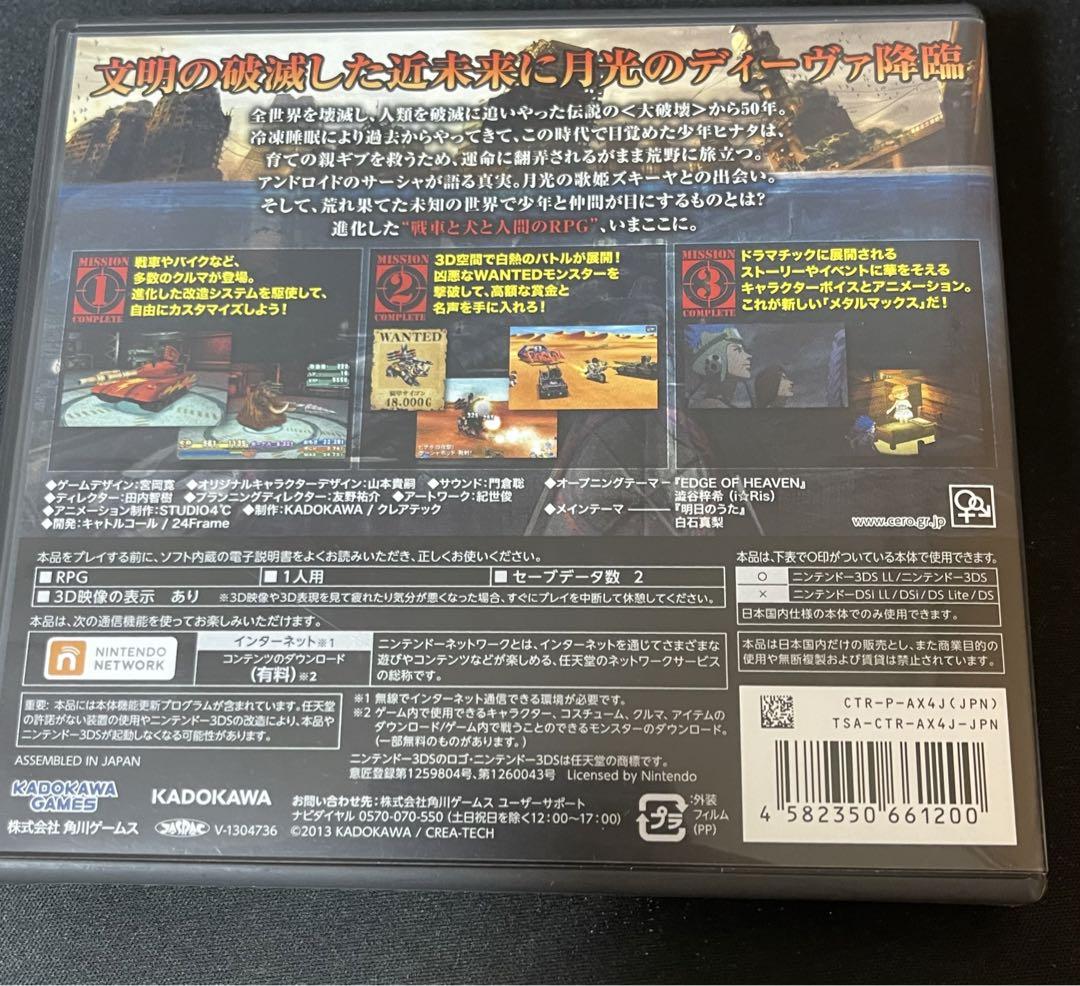 文明の破滅した近未来に月光のディーヴァ降臨
全世界を壊滅し、人類を破滅に追いやった伝説の<大破壊>から50年。
冷凍睡眠により過去からやってきて、この時代で目覚めた少年ヒナタは、
育ての親ギブを救うため、運命に翻弄されるがまま荒野に旅立つ。
アンドロイドのサーシャが語る真実。月光の歌姫ズキーヤとの出会い。
そして、荒れ果てた未知の世界で少年と仲間が目にするものとは?
進化した“戦車と犬と人間のRPG”、いまここに。
MISSION
1
COMPLETE
戦車やバイクなど、
多数のクルマが登場。
進化した改造システムを駆使して、
自由にカスタマイズしよう!
MISSION
2
COMPLETE
3D空間で白熱のバトルが展開!
凶悪なWANTEDモンスターを
撃破して、高額な賞金と
名声を手に入れる!
WANTED
48,000G
MISSION
3
COMPLETE
ドラマチックに展開される
ストーリーやイベントに華をそえる
キャラクターボイスとアニメーション。
これが新しい「メタルマックス」だ!
◆ゲームデザイン:宮岡寛 ◆オリジナルキャラクターデザイン:山本貴嗣 ◆サウンド:門倉聡
◆ディレクター:田内智樹 ◆プランニングディレクター:友野祐介 ◆アートワーク:紀世俊
◆アニメーション制作:STUDIO4℃ ◆制作:KADOKAWA / クレアテック
◆開発:キャトルコール / 24Frame
◆オープニングテーマー『EDGE OF HEAVEN』
澁谷梓希 (i☆Ris)
◆メインテーマ ――『明日のうた』
白石真梨
www.cero.gr.jp
本品をプレイする前に、ソフト内蔵の電子説明書をよくお読みいただき、正しくお使いください。
■RPG ■1人用 ■セーブデータ数 2
■3D映像の表示 あり ※3D映像や3D表現を見て疲れたり気分が悪くなった場合、すぐにプレイを中断して休憩してください。
本品は、次の通信機能を使ってお楽しみいただけます。
NINTENDO
NETWORK
インターネット※1
コンテンツのダウンロード
(有料)※2
ニンテンドーネットワークとは、インターネットを通じてさまざまな
遊びやコンテンツなどが楽しめる、任天堂のネットワークサービス
の総称です。
重要: 本品には本体機能更新プログラムが含まれています。任天堂
の許諾がない装置の使用やニンテンドー3DSの改造により、本品や
ニンテンドー3DSが起動しなくなる可能性があります。
※1 無線でインターネット通信できる環境が必要です。
※2 ゲーム内で使用できるキャラクター、コスチューム、クルマ、アイテムの
ダウンロード/ゲーム内で戦うことのできるモンスターのダウンロード。
(一部無料のものがあります。)
ニンテンドー3DSのロゴ・ニンテンドー3DSは任天堂の商標です。
意匠登録第1259804号、第1260043号 Licensed by Nintendo
ASSEMBLED IN JAPAN
KADOKAWA
GAMES
KADOKAWA
株式会社 角川ゲームス
JASRAC V-1304736
お問い合わせ先:株式会社角川ゲームス ユーザーサポート
ナビダイヤル 0570-070-550 (土日祝日を除く12:00~17:00)
©2013 KADOKAWA / CREA-TECH
プラ
:外装
フィルム
(PP)
本品は、下表で○印がついている本体で使用できます。
○ ニンテンドー3DS LL/ニンテンドー3DS
× ニンテンドーDSi LL/DSi/DS Lite/DS
日本国内仕様の本体でのみ使用できます。
本品は日本国内だけの販売とし、また商業目的の
使用や無断複製および賃貸は禁止されています。
CTR-P-AX4J(JPN)
TSA-CTR-AX4J-JPN
4 582350 661200